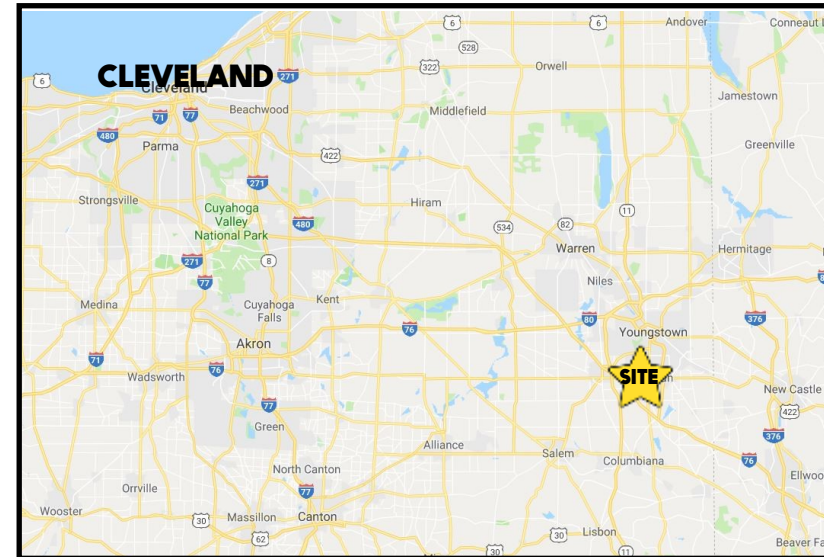 6
6
Andover
Conneaut L
528
322
Orwell
CLEVELAND
Cleveland
271
6
Jamestown
Beachwood
Middlefield
71
77
480
Parma
422
Greenville
271
Strongsville
Cuyahoga
Valley
National Park
480
Hiram
11
534
82
Warren
Hermitage
271
8
77
Niles
Medina
Cuyahoga
Falls
Kent
76
80
376
Youngstown
Akron
71
76
SITE
Wadsworth
New Castle
77
422
Green
376
Alliance
Salem
Columbiana
76
North Canton
Ellwoo
77
Orrville
Wooster
30
Massillon
Canton
62
30
30
Lisbon
11
Beaver Fa